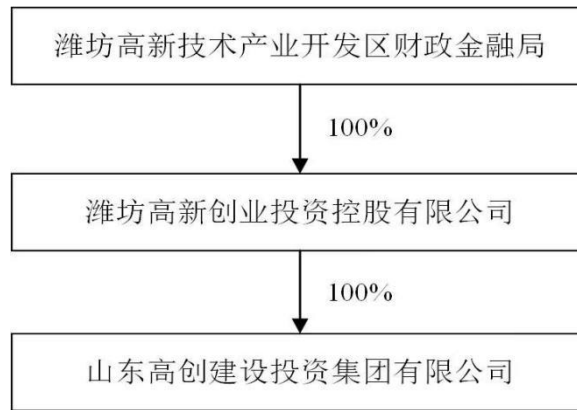 潍坊高新技术产业开发区财政金融局
100%
潍坊高新创业投资控股有限公司
100%
山东高创建设投资集团有限公司